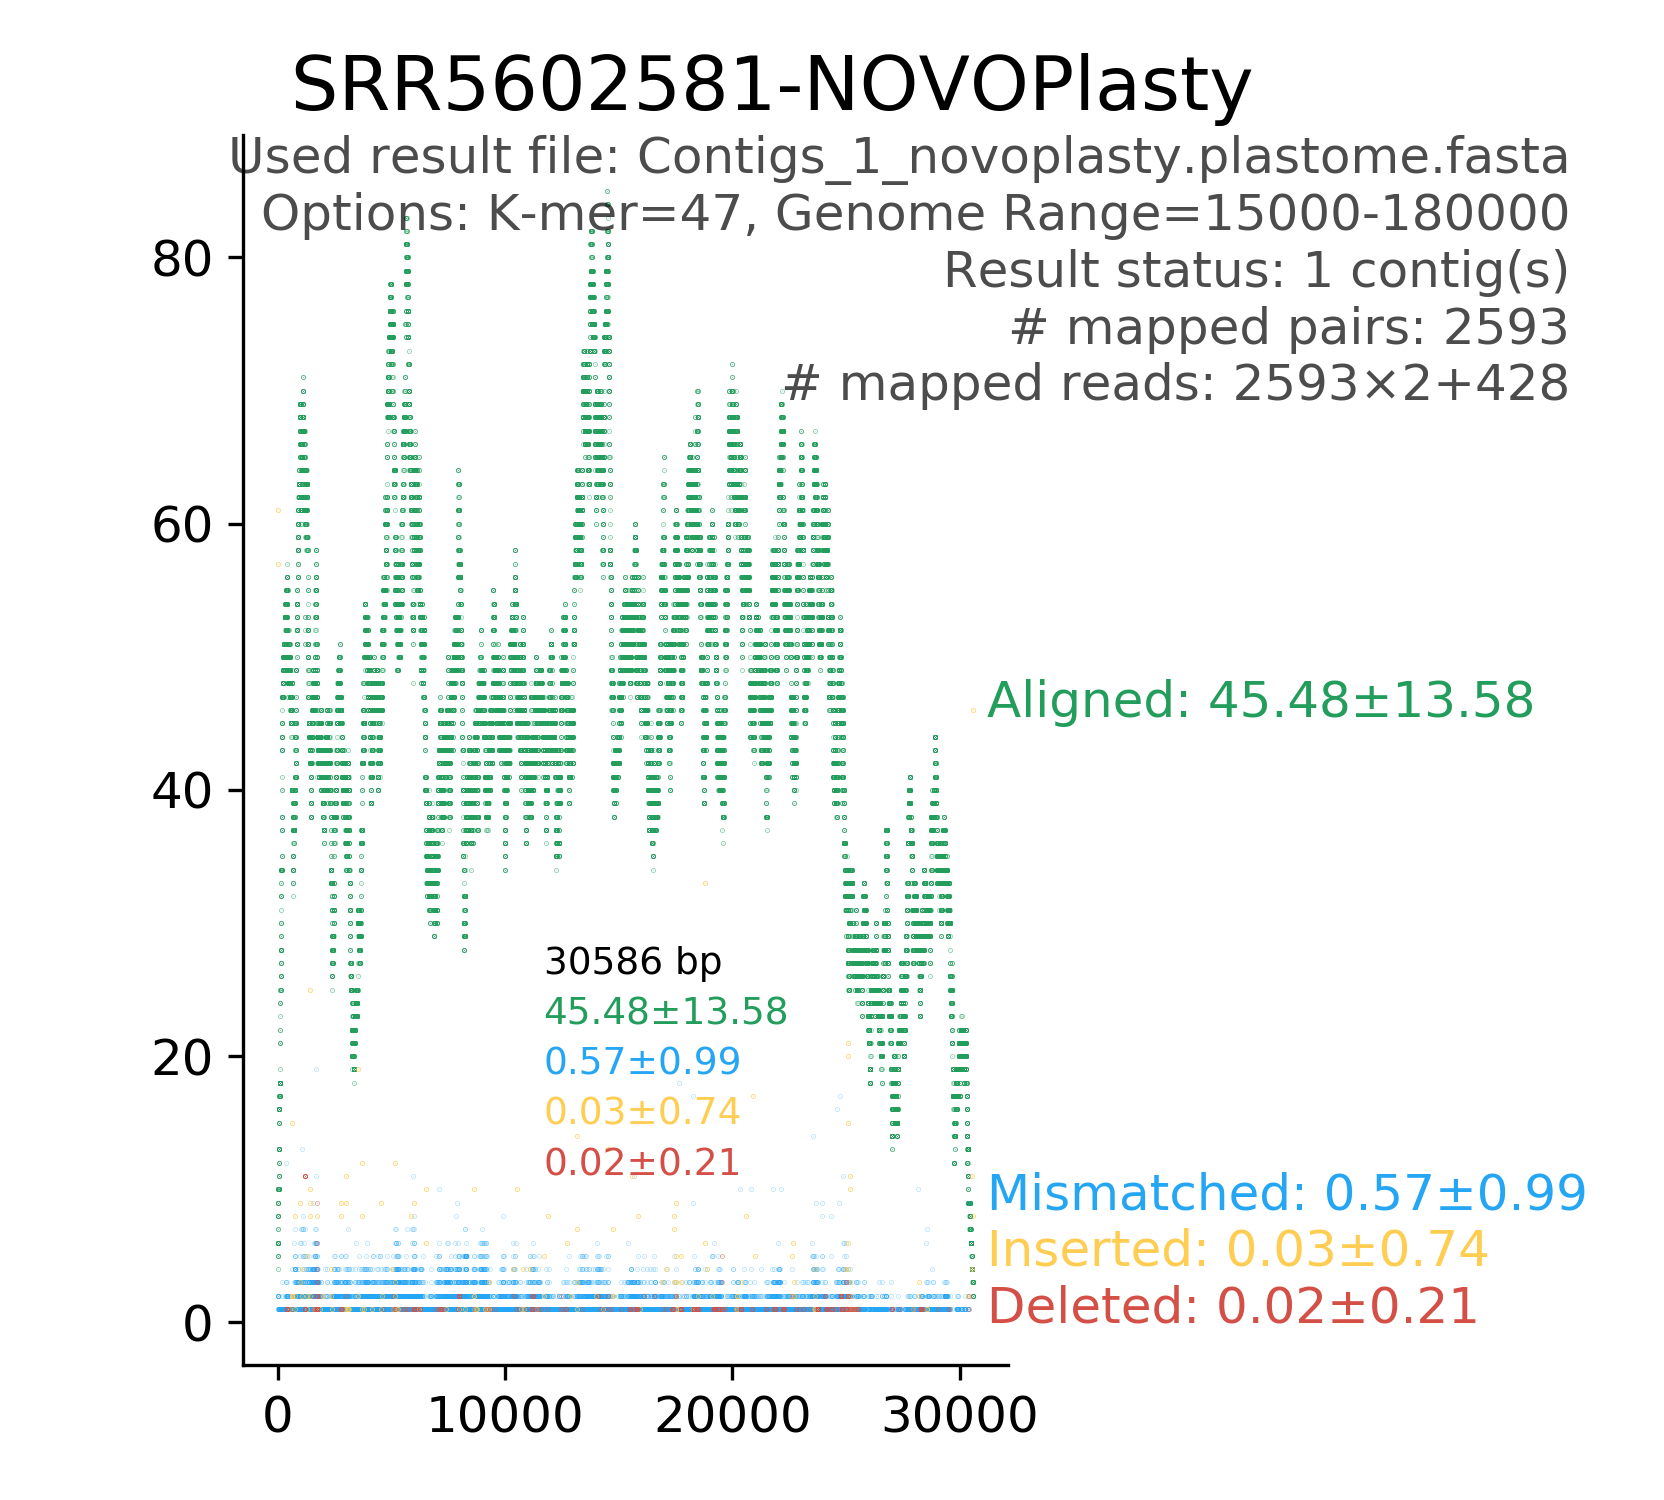 SRR5602581-NOVOPlasty
Used result file: Contigs_1_novoplasty.plastome.fasta
Options: K-mer=47, Genome Range=15000-180000
Result status: 1 contig(s)
# mapped pairs: 2593
# mapped reads: 2593×2+428
80
60
40
20
0
Aligned: 45.48±13.58
30586 bp
45.48±13.58
0.57±0.99
0.03±0.74
0.02±0.21
Mismatched: 0.57±0.99
Inserted: 0.03±0.74
Deleted: 0.02±0.21
0 10000 20000 30000